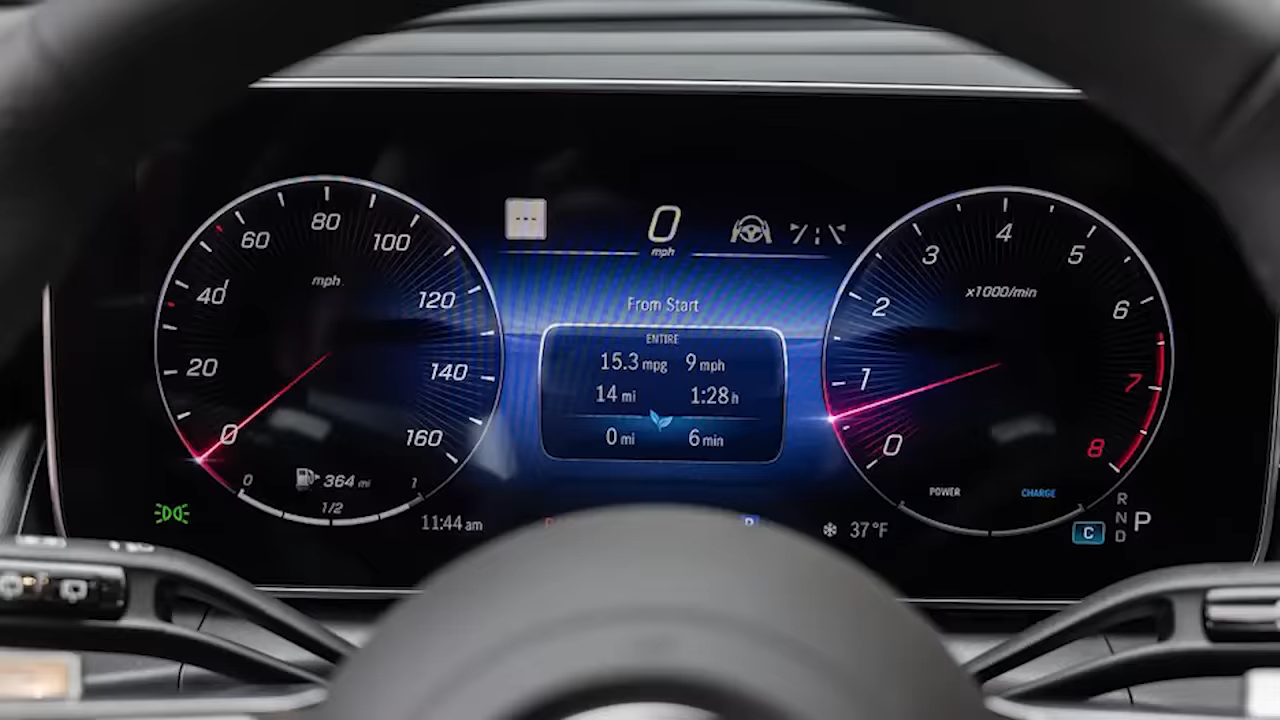 0 mph
80
60
100
40
mph
120
20
140
0
160
0
364 mi
1
1/2
11:44 am
From Start
ENTIRE
15.3 mpg 9 mph
14 mi 1:28 h
0 mi 6 min
4
3
5
x1000/min
2
6
1
7
0
8
POWER
CHARGE
37°F
C
R
N
D
P